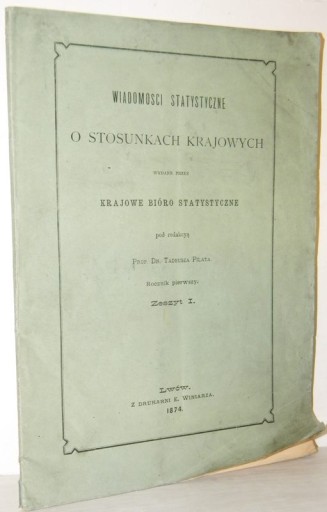 WIADOMOSCI STATYSTYCZNE
O STOSUNKACH KRAJOWYCH
WYDANE PRZEZ
KRAJOWE BIÓRO STATYSTYCZNE
pod redakcyą
PROF. DR. TADEUSZA PILATA
Rocznik pierwszy:
Zeszyt I.
LWÓW.
Z DRUKARNI E. WINIARZA.
1874.